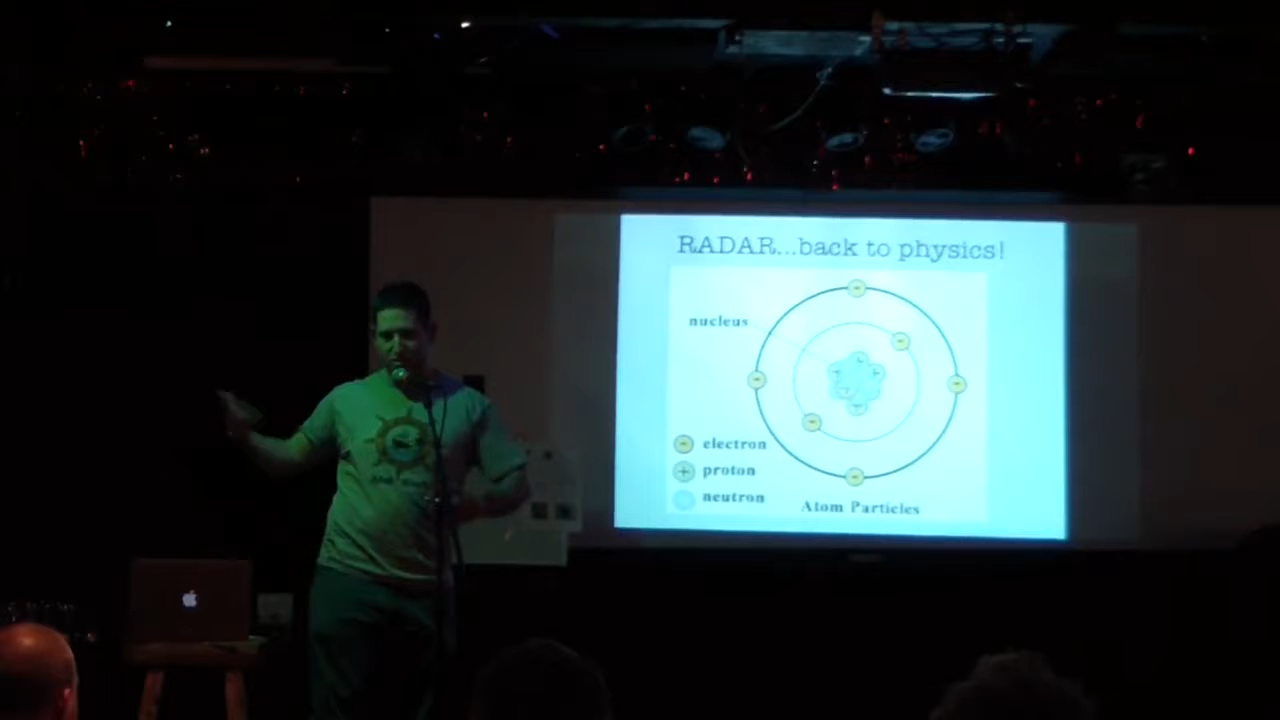 RADAR...back to physics!
nucleus
electron
proton
neutron
Atom Particles